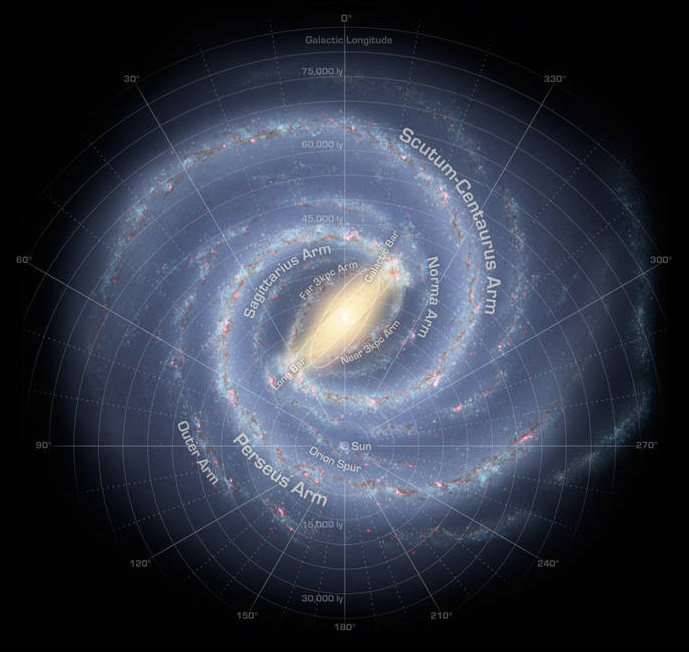 0°
Galactic Longitude
30°
330°
75,000 ly
60,000 ly
Scutum-Centaurus Arm
45,000 ly
60°
300°
Sagittarius Arm
Far 3kpc Arm
Galactic Bar
Norma Arm
Near 3kpc Arm
Long Bar
90°
Sun
270°
Outer Arm
Perseus Arm
Orion Spur
15,000 ly
120°
240°
30,000 ly
150°
210°
180°